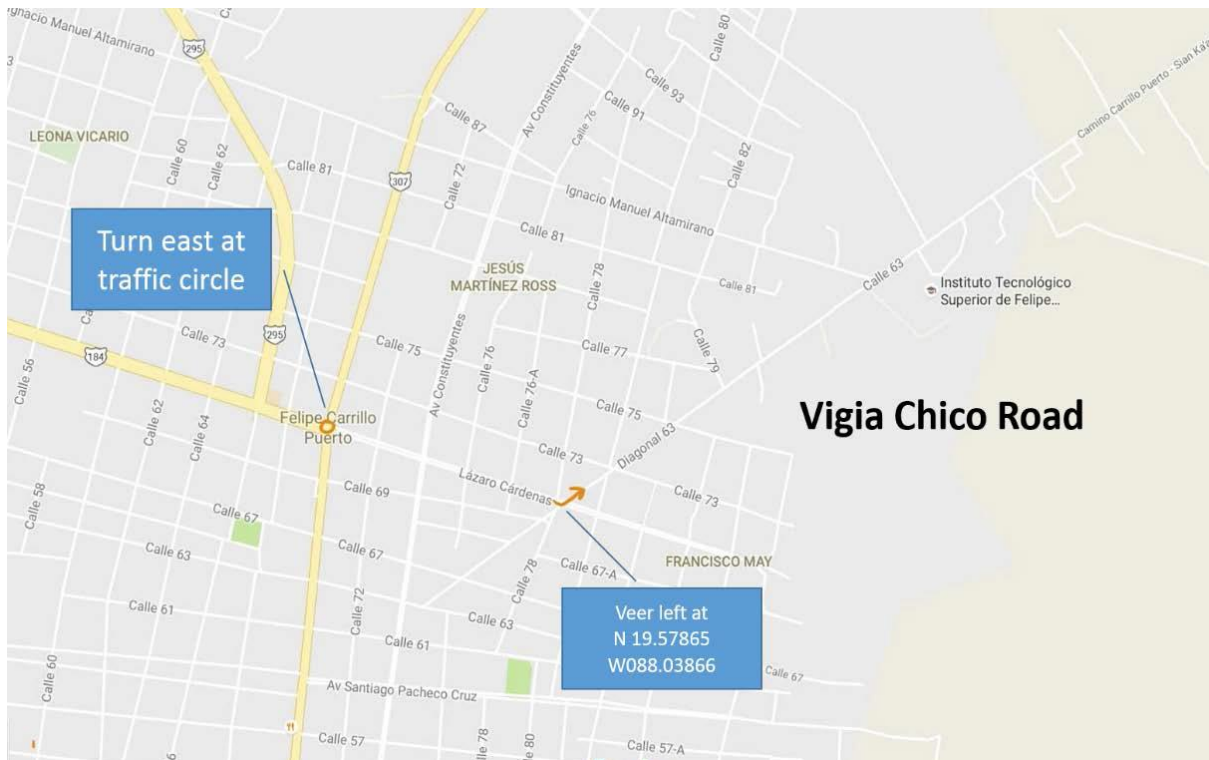 Ignacio Manuel Altamirano
Calle 80
295
Ignacio Manuel Altamirano
Av Constituyentes
Calle 93
Calle 91
Calle 76
Calle 87
Camino Carrillo Puerto - Sian Ka'a
LEONA VICARIO
Calle 60
Calle 62
Calle 81
307
Calle 72
Calle 82
Ignacio Manuel Altamirano
Turn east at
traffic circle
Calle 81
JESÚS
MARTÍNEZ ROSS
Calle 78
Calle 81
Calle 63
Instituto Tecnológico
Superior de Felipe...
295
Calle 73
Calle 75
Av Constituyentes
Calle 76
Calle 77
Calle 79
184
Calle 56
Calle 62
Calle 64
Calle 76-A
Calle 75
Felipe Carrillo
Puerto
Vigia Chico Road
Calle 73
Diagonal 63
Lázaro Cárdenas
Calle 73
Calle 58
Calle 69
Calle 67
Calle 63
Calle 67
Calle 78
Calle 67-A
FRANCISCO MAY
Calle 61
Calle 72
Calle 63
Calle 61
Veer left at
N 19.57865
W088.03866
Calle 67
Calle 60
Av Santiago Pacheco Cruz
Calle 57
Calle 78
Calle 80
Calle 57-A